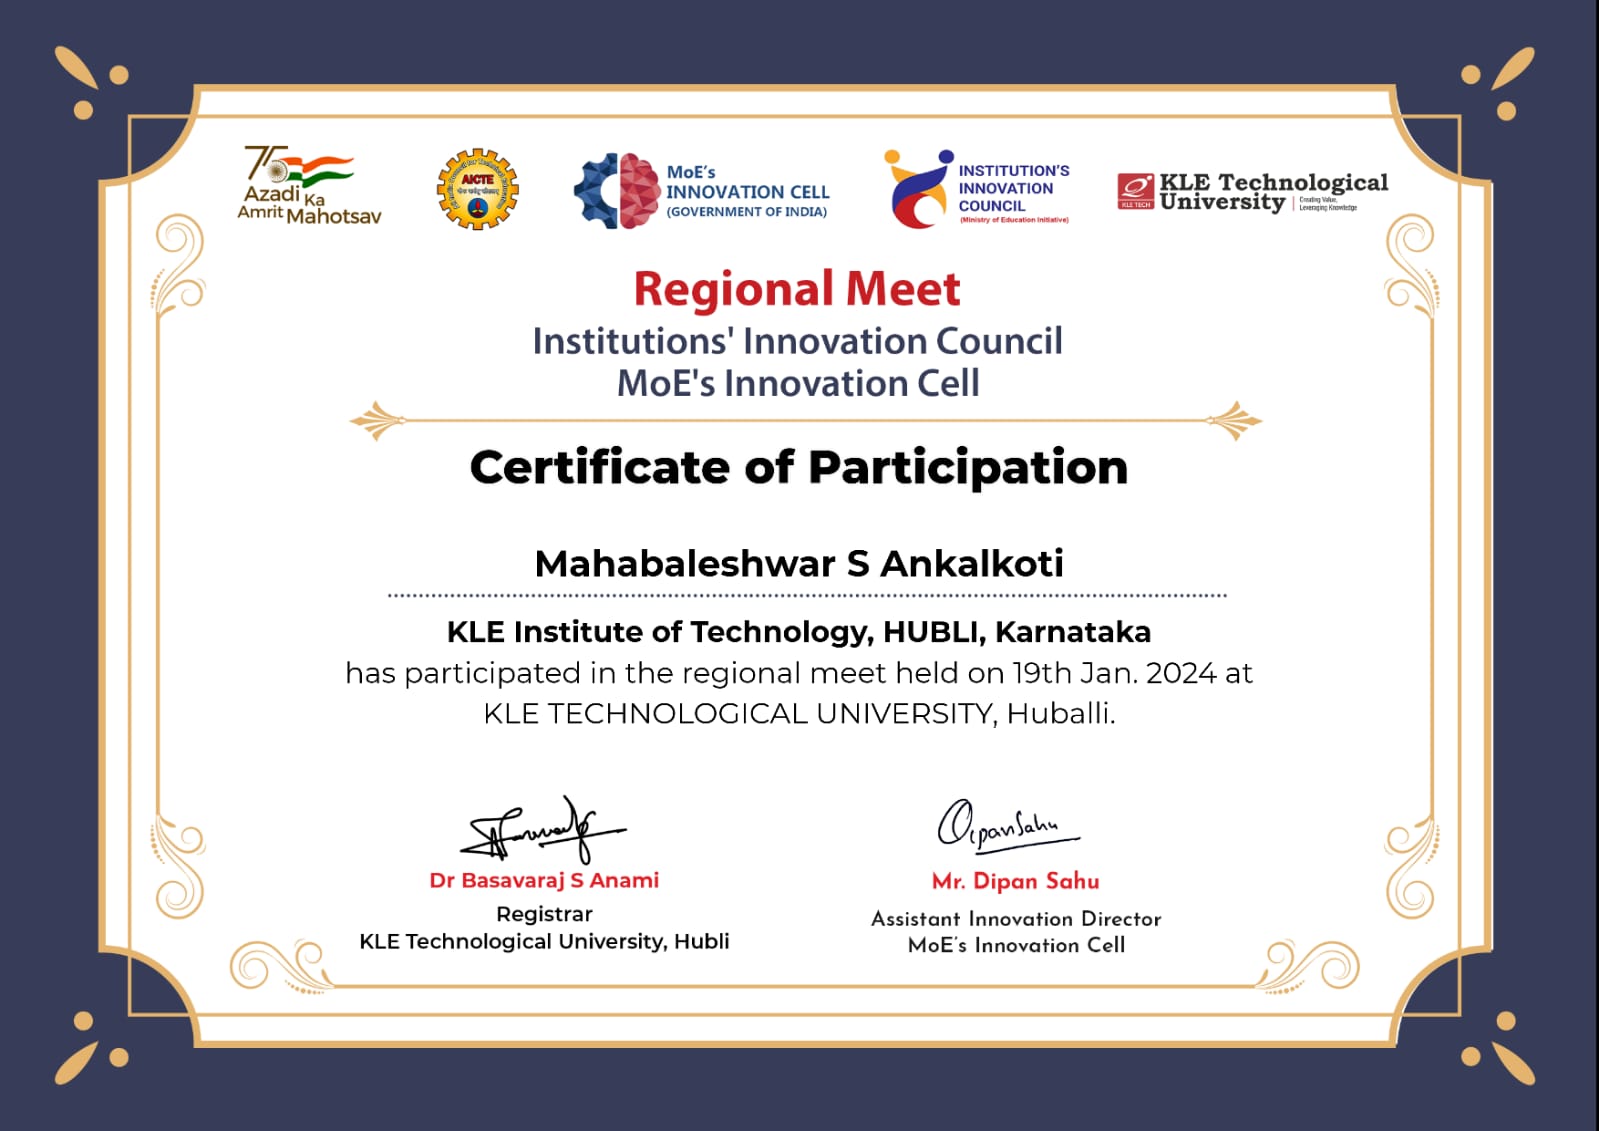 Azadi Ka
Amrit Mahotsav
AICTE
MoE's
INNOVATION CELL
(GOVERNMENT OF INDIA)
INSTITUTION'S
INNOVATION
COUNCIL
(Ministry of Education Initiative)
KLE TECH
KLE Technological
University
Creating Value,
Leveraging Knowledge
Regional Meet
Institutions' Innovation Council
MoE's Innovation Cell
Certificate of Participation
Mahabaleshwar S Ankalkoti
KLE Institute of Technology, HUBLI, Karnataka
has participated in the regional meet held on 19th Jan. 2024 at
KLE TECHNOLOGICAL UNIVERSITY, Huballi.
Dipan Sahu
Dr Basavaraj S Anami
Registrar
KLE Technological University, Hubli
Mr. Dipan Sahu
Assistant Innovation Director
MoE's Innovation Cell